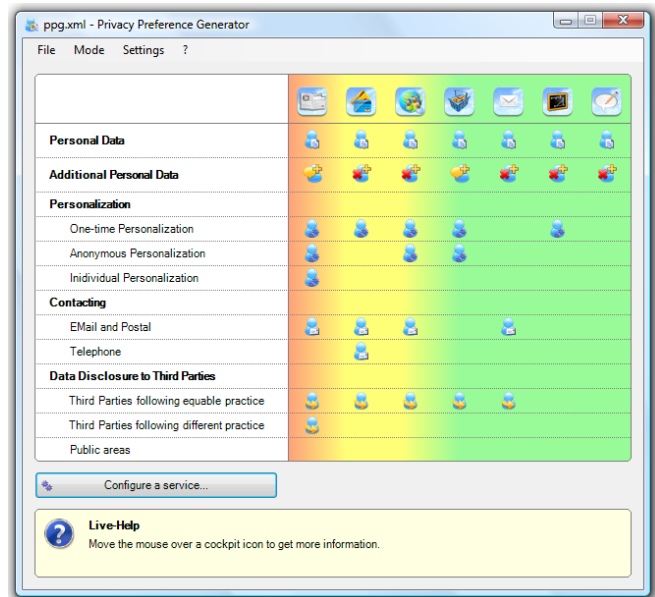 ppg.xml - Privacy Preference Generator
File Mode Settings ?
Personal Data
Additional Personal Data
Personalization
One-time Personalization
Anonymous Personalization
Inidividual Personalization
Contacting
EMail and Postal
Telephone
Data Disclosure to Third Parties
Third Parties following equable practice
Third Parties following different practice
Public areas
Configure a service...
Live-Help
Move the mouse over a cockpit icon to get more information.